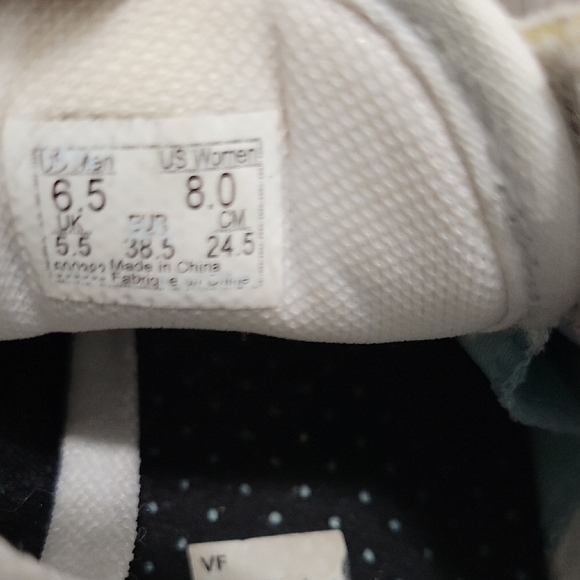 US Men US Women
6.5 8.0
UK EUR CM
5.5 38.5 24.5
Made in China
VF